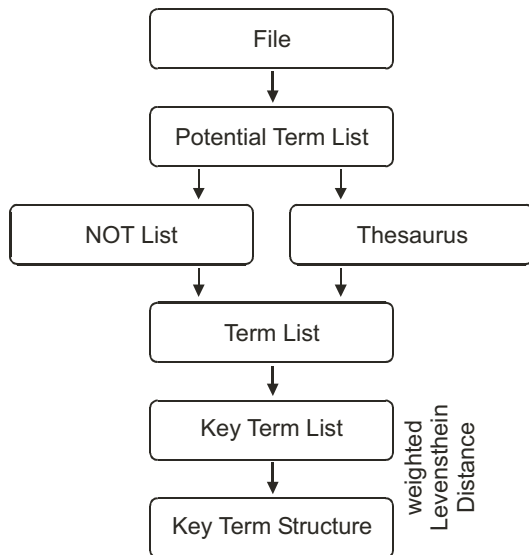 File
Potential Term List
NOT List
Thesaurus
Term List
Key Term List
weighted
Levensthein
Distance
Key Term Structure